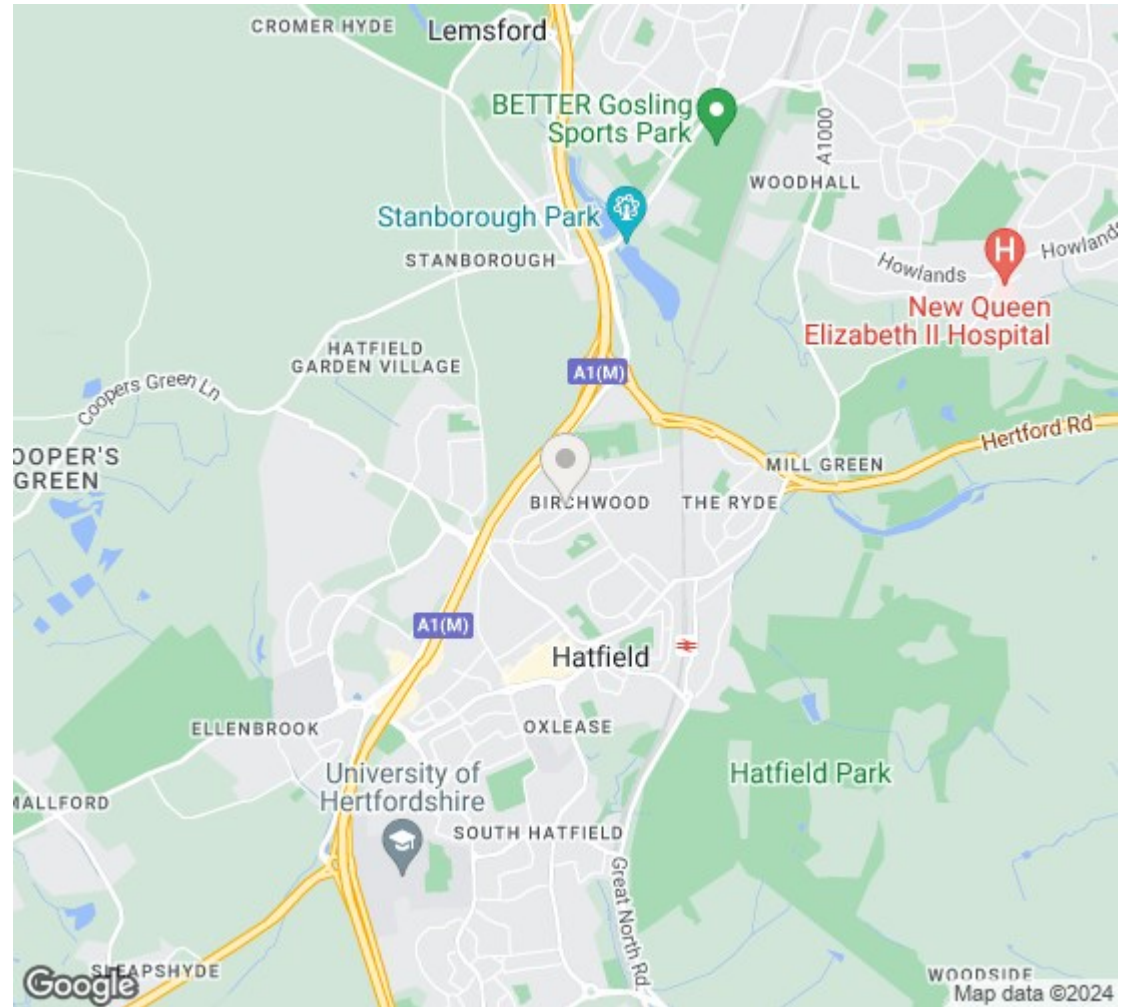 CROMER HYDE
Lemsford
BETTER Gosling
Sports Park
A1000
WOODHALL
Stanborough Park
STANBOROUGH
Howlands
Howland
H
New Queen
Elizabeth II Hospital
HATFIELD
GARDEN VILLAGE
A1(M)
Coopers Green Ln
Hertford Rd
OOPER'S
GREEN
MILL GREEN
BIRCHWOOD
THE RYDE
A1(M)
Hatfield
ELLENBROOK
OXLEASE
University of
Hertfordshire
Hatfield Park
MALLFORD
SOUTH HATFIELD
Great North Rd
SLEAPSHYDE
WOODSIDE
Google
Map data ©2024